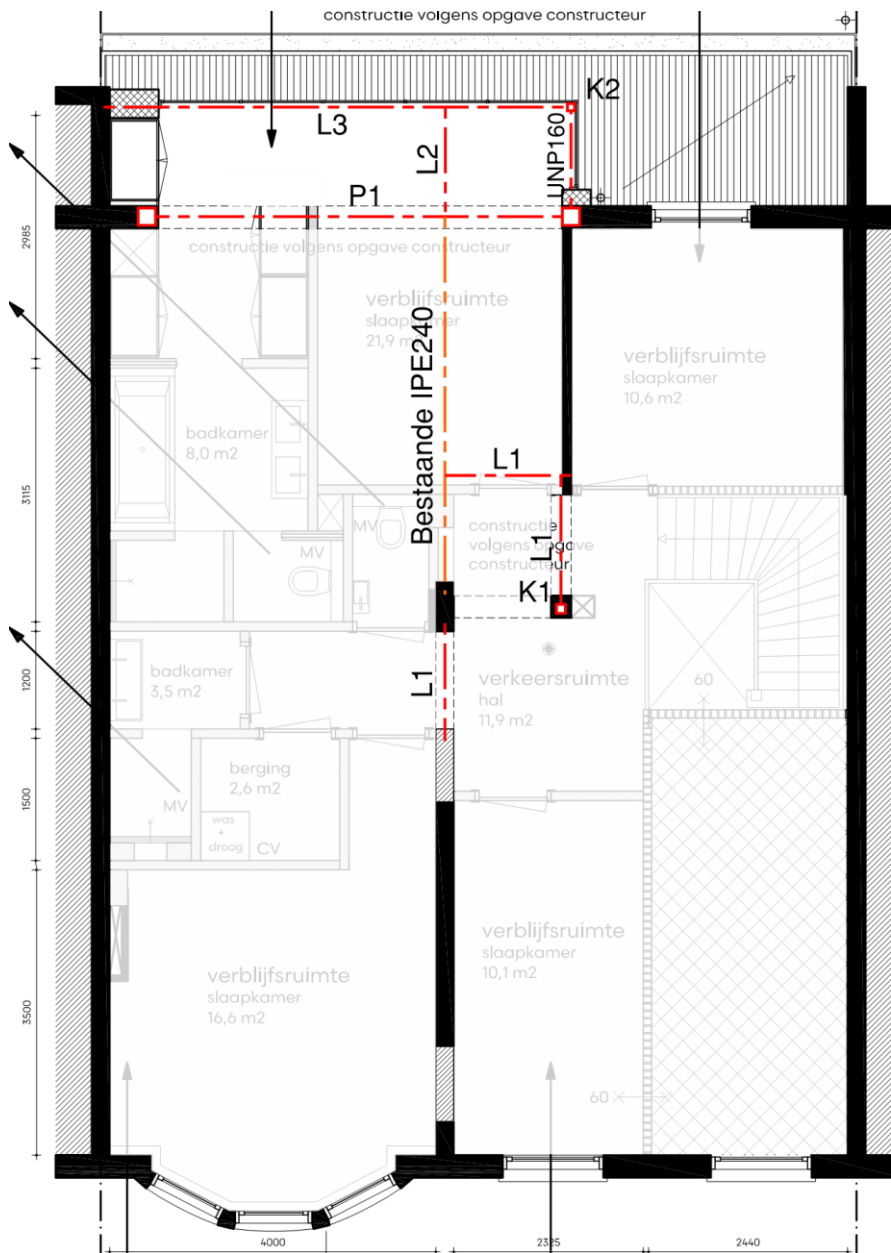 constructie volgens opgave constructeur
K2
L3
L2
UNP160
P1
2985
constructie volgens opgave constructeur
verblijfsruimte
slaapkamer
21,9 m
verblijfsruimte
slaapkamer
10,6 m2
Bestaande IPE240
badkamer
8,0 m2
L1
3115
MV
constructie
volgens opgave
constructeur
L1
MV
K1
badkamer
3,5 m2
1200
L1
verkeersruimte
hal
11,9 m2
60
berging
2,6 m2
1500
MV
was
+
droog
CV
verblijfsruimte
slaapkamer
10,1 m2
verblijfsruimte
slaapkamer
16,6 m2
3500
60
4000
2325
2440